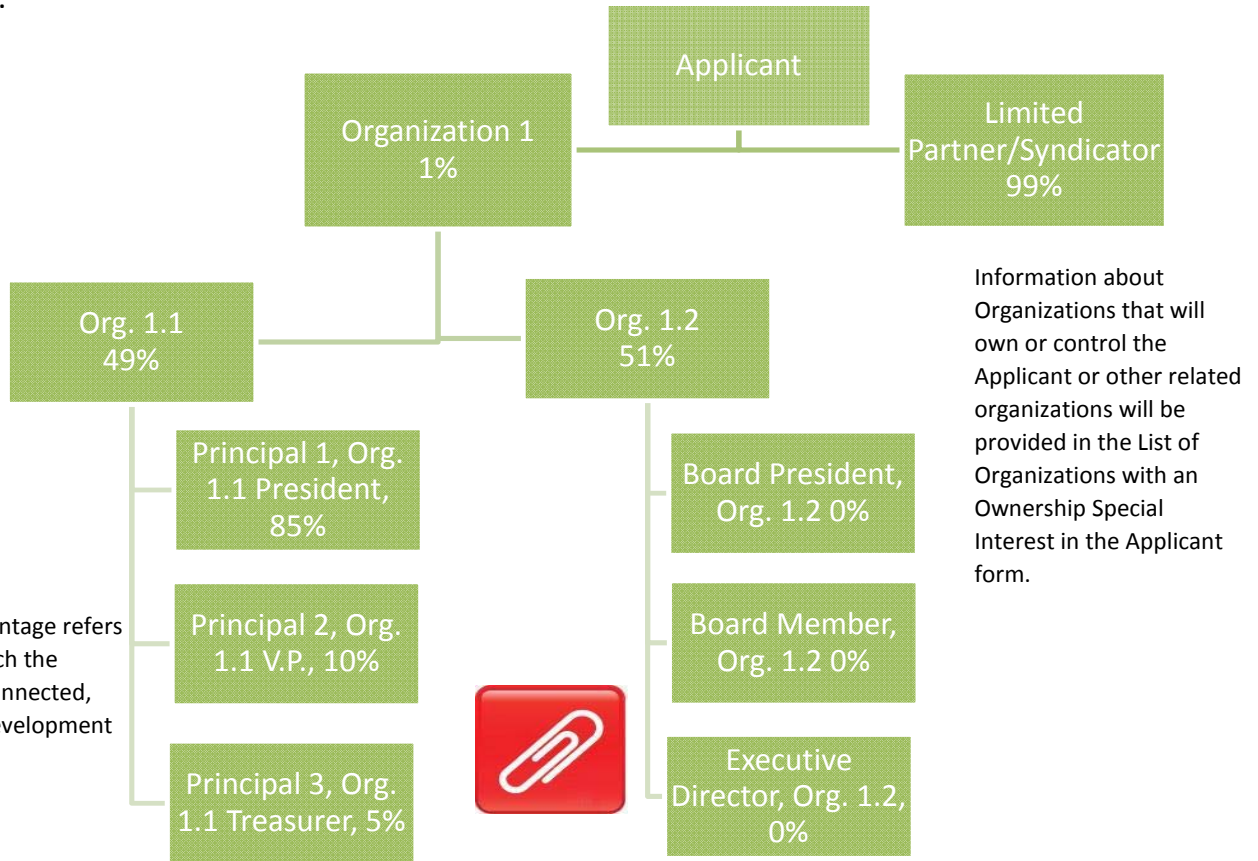 Applicant
Organization 1
1%
Limited
Partner/Syndicator
99%
Org. 1.1
49%
Org. 1.2
51%
Information about
Organizations that will
own or control the
Applicant or other related
organizations will be
provided in the List of
Organizations with an
Ownership Special
Interest in the Applicant
form.
Principal 1, Org.
1.1 President,
85%
Principal 2, Org.
1.1 V.P., 10%
Principal 3, Org.
1.1 Treasurer, 5%
Board President,
Org. 1.2 0%
Board Member,
Org. 1.2 0%
Executive
Director, Org. 1.2,
0%
refers
the